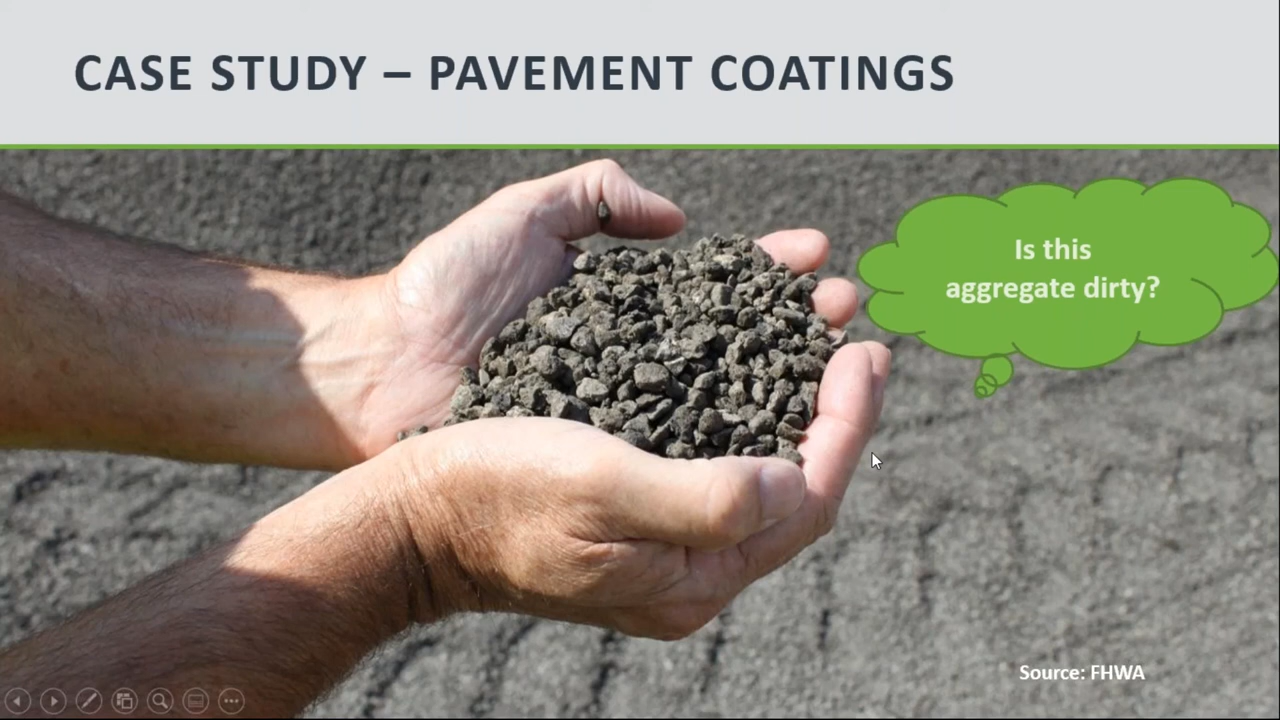 CASE STUDY – PAVEMENT COATINGS
Is this
aggregate dirty?
Source: FHWA